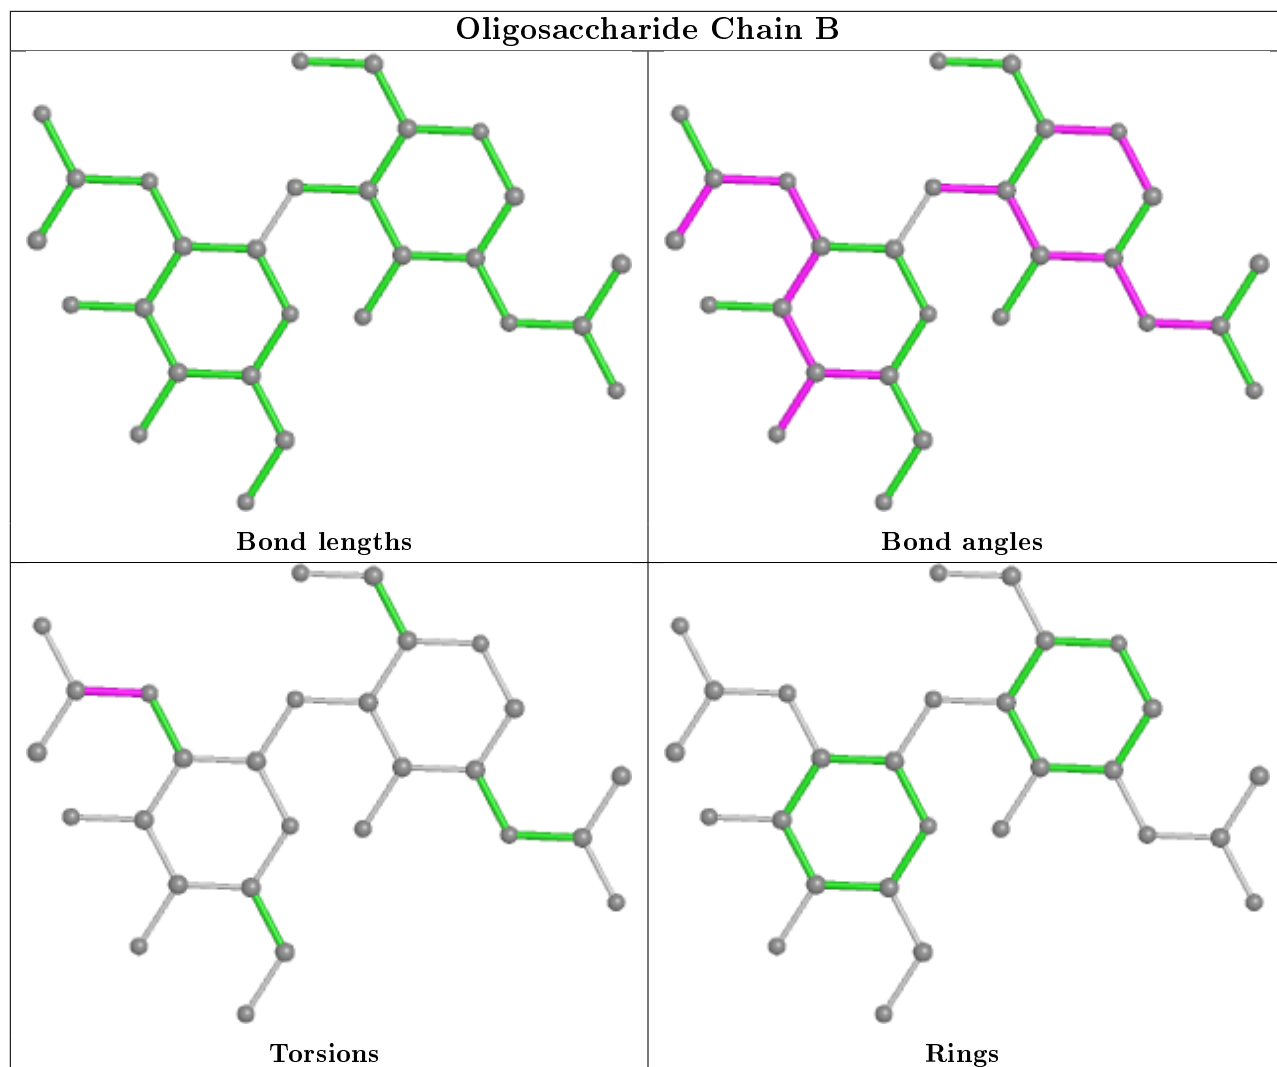 Oligosaccharide Chain B
Bond lengths
Bond angles
Torsions
Rings